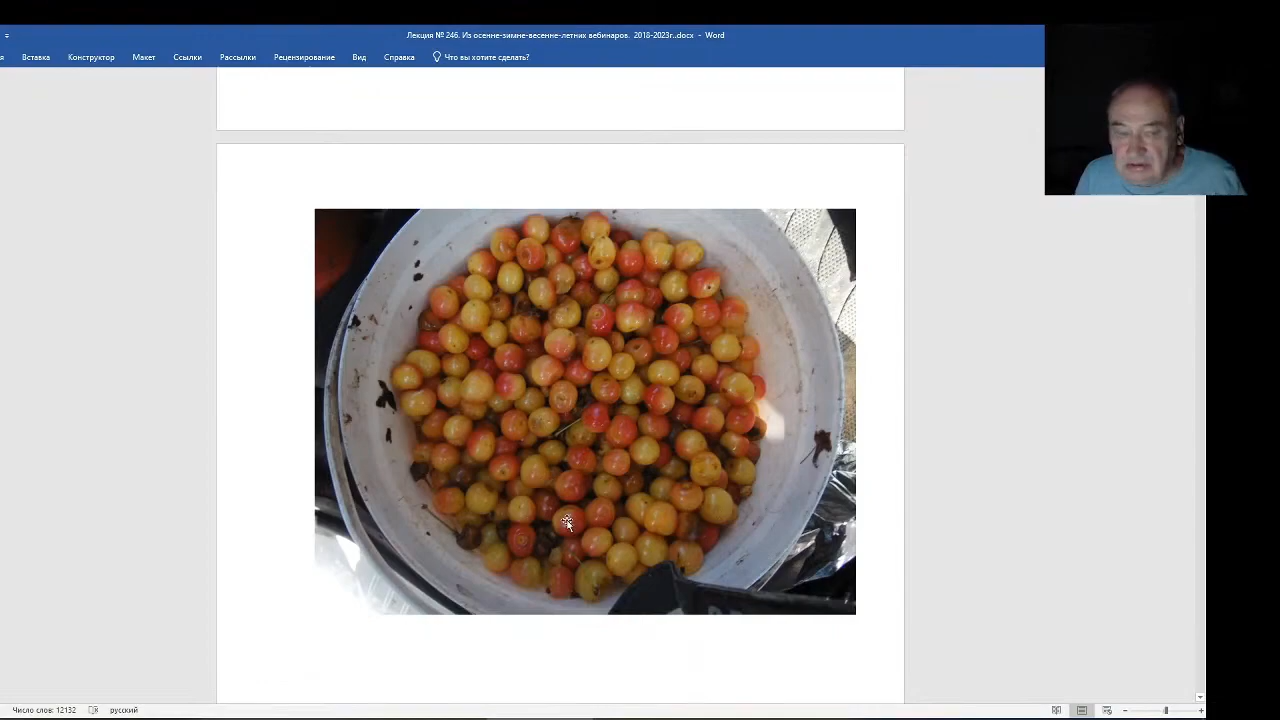 Лекция № 246. Из осенне-зимне-весенне-летних вебинаров. 2018-2023г..docx - Word
Вставка Конструктор Макет Ссылки Рассылки Рецензирование Вид Справка Что вы хотите сделать?
Число слов: 12132 русский